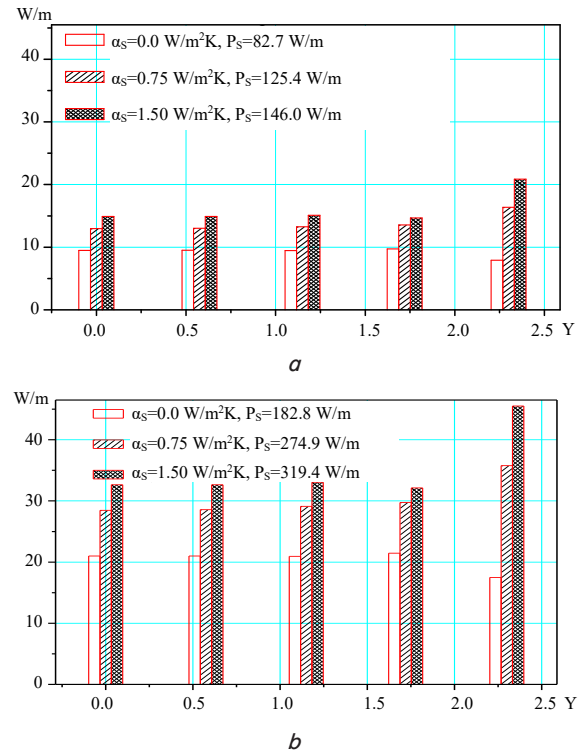 W/m
40
30
20
10
0
αS=0.0 W/m²K, PS=82.7 W/m
αS=0.75 W/m²K, PS=125.4 W/m
αS=1.50 W/m²K, PS=146.0 W/m
0.0 0.5 1.0 1.5 2.0 2.5 Y
a
W/m
40
30
20
10
0
αS=0.0 W/m²K, PS=182.8 W/m
αS=0.75 W/m²K, PS=274.9 W/m
αS=1.50 W/m²K, PS=319.4 W/m
0.0 0.5 1.0 1.5 2.0 2.5 Y
b